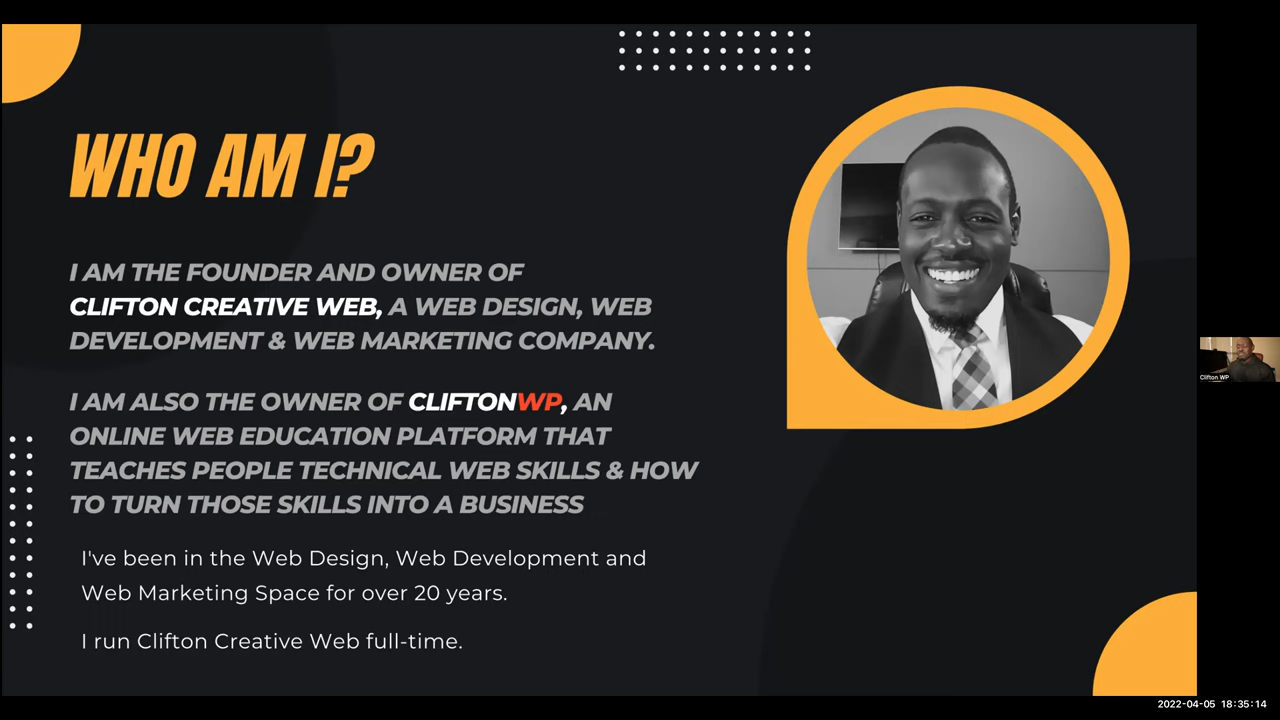 WHO AM I?
I AM THE FOUNDER AND OWNER OF
CLIFTON CREATIVE WEB, A WEB DESIGN, WEB
DEVELOPMENT & WEB MARKETING COMPANY.
I AM ALSO THE OWNER OF CLIFTONWP, AN
ONLINE WEB EDUCATION PLATFORM THAT
TEACHES PEOPLE TECHNICAL WEB SKILLS & HOW
TO TURN THOSE SKILLS INTO A BUSINESS
I've been in the Web Design, Web Development and
Web Marketing Space for over 20 years.
I run Clifton Creative Web full-time.
Clifton WP
2022-04-05 18:35:14